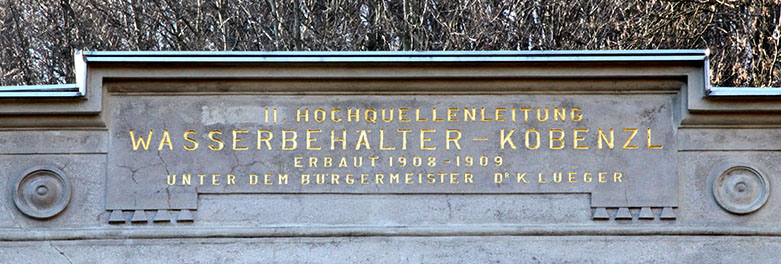 II. HOCHQUELLENLEITUNG
WASSERBEHÄLTER-KOBENZL
ERBAUT 1908-1909
UNTER DEM BÜRGERMEISTER DR K. LUEGER